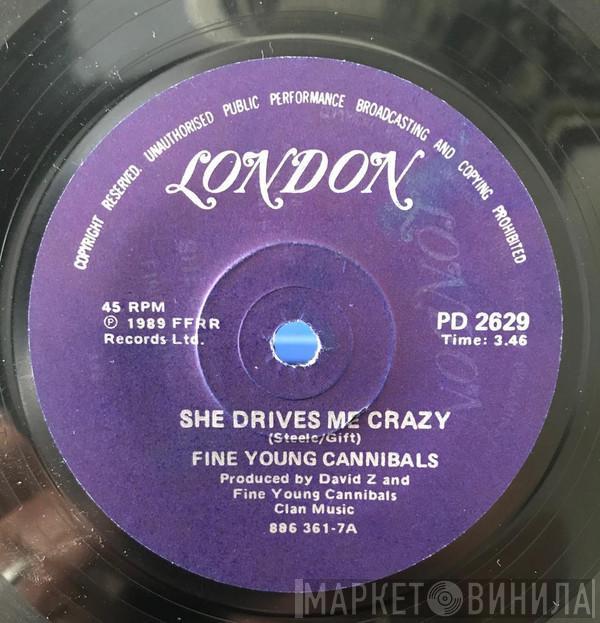 COPYRIGHT RESERVED. UNAUTHORISED PUBLIC PERFORMANCE BROADCASTING AND COPYING PROHIBITED
LONDON
45 RPM
Ⓟ 1989 FFRR
Records Ltd.
PD 2629
Time: 3.46
SHE DRIVES ME CRAZY
(Steele/Gift)
FINE YOUNG CANNIBALS
Produced by David Z and
Fine Young Cannibals
Clan Music
886 361-7A
МАРКЕТ ВИНИЛА